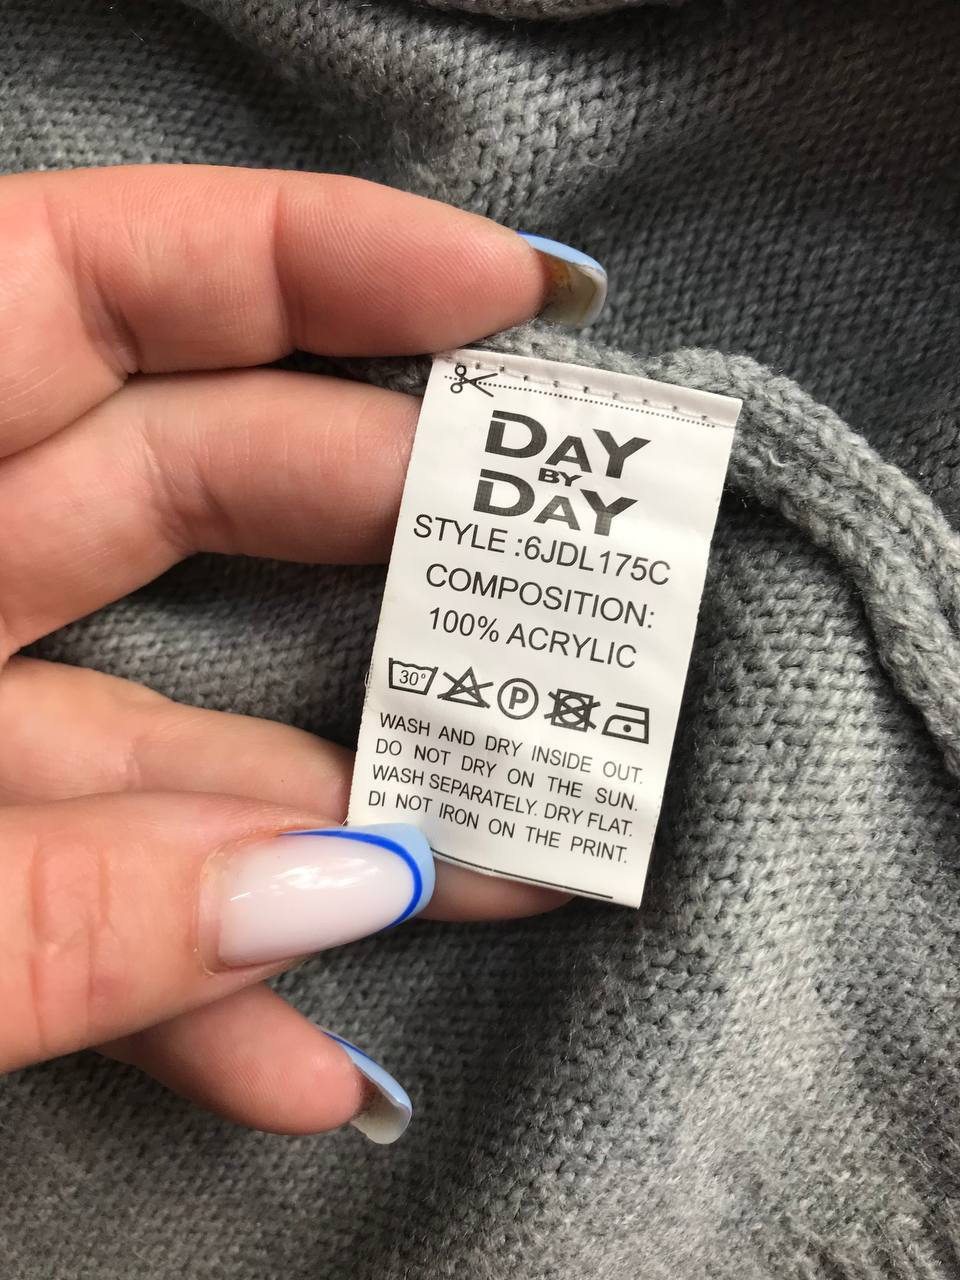 DAY
BY
DAY
STYLE :6JDL175C
COMPOSITION:
100% ACRYLIC
30° P
WASH AND DRY INSIDE OUT.
DO NOT DRY ON THE SUN.
WASH SEPARATELY. DRY FLAT.
DI NOT IRON ON THE PRINT.